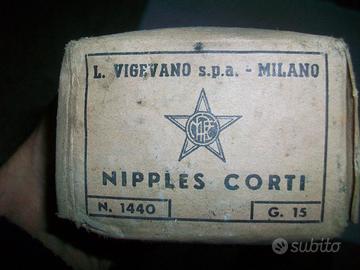 L. VIGEVANO s.p.a. - MILANO
NIPPLES CORTI
N. 1440
G. 15
subito